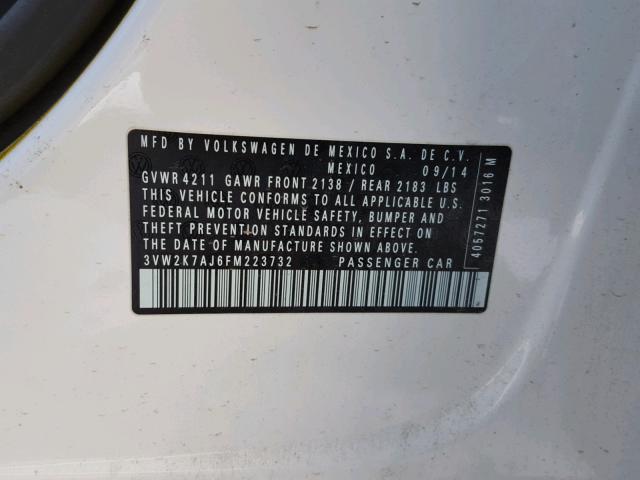 MFD BY VOLKSWAGEN DE MEXICO S.A. DE C.V.
MEXICO 09/14
GVWR 4211 GAWR FRONT 2138 / REAR 2183 LBS
THIS VEHICLE CONFORMS TO ALL APPLICABLE U.S.
FEDERAL MOTOR VEHICLE SAFETY, BUMPER AND
THEFT PREVENTION STANDARDS IN EFFECT ON
THE DATE OF MANUFACTURE SHOWN ABOVE.
3VW2K7AJ6FM223732 PASSENGER CAR
4057271 3016 M